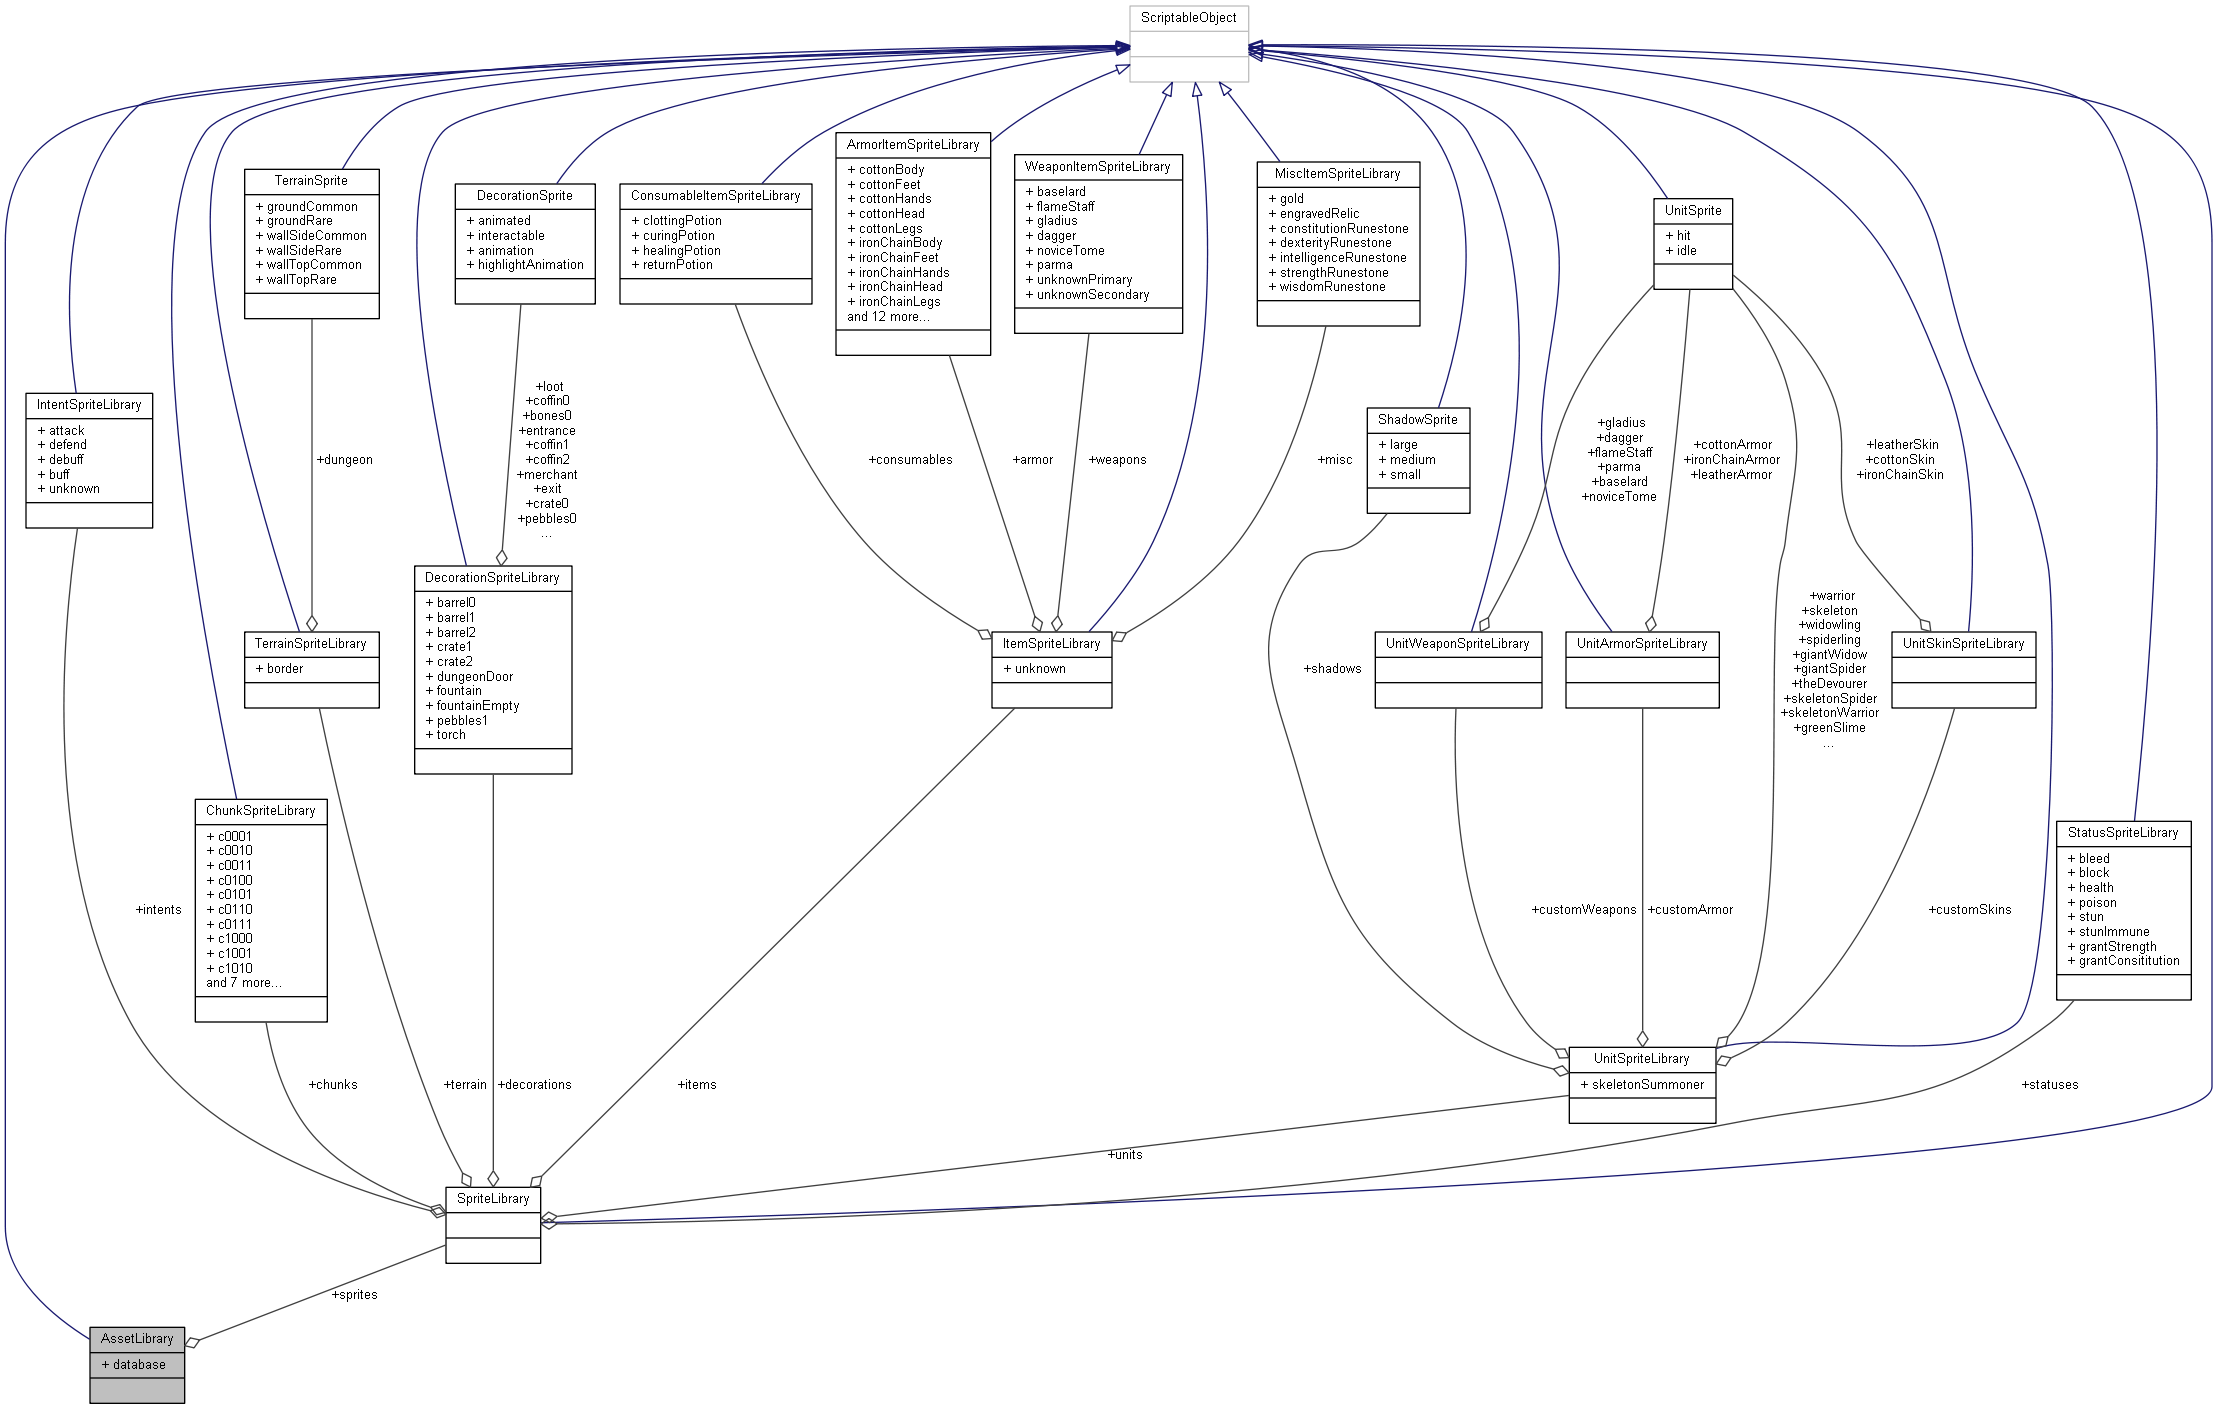 ScriptableObject
ArmorItemSpriteLibrary
+ cottonBody
+ cottonFeet
+ cottonHands
+ cottonHead
+ cottonLegs
+ ironChainBody
+ ironChainFeet
+ ironChainHands
+ ironChainHead
+ ironChainLegs
and 12 more...
WeaponItemSpriteLibrary
+ baselard
+ flameStaff
+ gladius
+ dagger
+ noviceTome
+ parma
+ unknownPrimary
+ unknownSecondary
MiscItemSpriteLibrary
+ gold
+ engravedRelic
+ constitutionRunestone
+ dexterityRunestone
+ intelligenceRunestone
+ strengthRunestone
+ wisdomRunestone
TerrainSprite
+ groundCommon
+ groundRare
+ wallSideCommon
+ wallSideRare
+ wallTopCommon
+ wallTopRare
DecorationSprite
+ animated
+ interactable
+ animation
+ highlightAnimation
ConsumableItemSpriteLibrary
+ clottingPotion
+ curingPotion
+ healingPotion
+ returnPotion
UnitSprite
+ hit
+ idle
IntentSpriteLibrary
+ attack
+ defend
+ debuff
+ buff
+ unknown
+dungeon
+loot
+coffin0
+bones0
+entrance
+coffin1
+coffin2
+merchant
+exit
+crate0
+pebbles0
...
+consumables
+armor
+weapons
+misc
ShadowSprite
+ large
+ medium
+ small
+gladius
+dagger
+flameStaff
+parma
+baselard
+noviceTome
+cottonArmor
+ironChainArmor
+leatherArmor
+leatherSkin
+cottonSkin
+ironChainSkin
TerrainSpriteLibrary
+ border
DecorationSpriteLibrary
+ barrel0
+ barrel1
+ barrel2
+ crate1
+ crate2
+ dungeonDoor
+ fountain
+ fountainEmpty
+ pebbles1
+ torch
ItemSpriteLibrary
+ unknown
+shadows
UnitWeaponSpriteLibrary
UnitArmorSpriteLibrary
+warrior
+skeleton
+widowling
+spiderling
+giantWidow
+giantSpider
+theDevourer
+skeletonSpider
+skeletonWarrior
+greenSlime
...
UnitSkinSpriteLibrary
+intents
ChunkSpriteLibrary
+ c0001
+ c0010
+ c0011
+ c0100
+ c0101
+ c0110
+ c0111
+ c1000
+ c1001
+ c1010
and 7 more...
+customWeapons
+customArmor
+customSkins
StatusSpriteLibrary
+ bleed
+ block
+ health
+ poison
+ stun
+ stunImmune
+ grantStrength
+ grantConsititution
+chunks
+terrain
+decorations
+items
UnitSpriteLibrary
+ skeletonSummoner
+statuses
+units
SpriteLibrary
+sprites
AssetLibrary
+ database